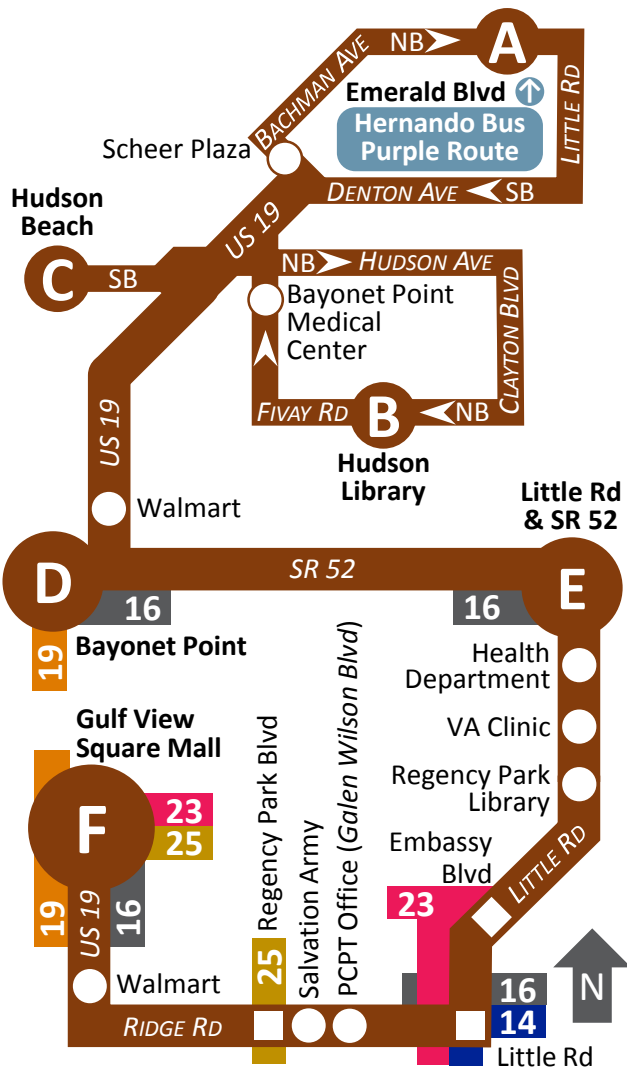 NB
A
BACHMAN AVE
LITTLE RD
Emerald Blvd
Hernando Bus
Purple Route
Scheer Plaza
DENTON AVE
SB
Hudson
Beach
US 19
C
SB
NB
HUDSON AVE
Bayonet Point
Medical
Center
CLAYTON BLVD
FIVAY RD
B
NB
Hudson
Library
US 19
Walmart
Little Rd
& SR 52
D
SR 52
E
16
16
19
Bayonet Point
Health
Department
VA Clinic
Regency Park
Library
Gulf View
Square Mall
F
23
25
19
US 19
16
Walmart
Regency Park Blvd
25
Salvation Army
PCPT Office (Galen Wilson Blvd)
Embassy
Blvd
23
LITTLE RD
N
16
14
RIDGE RD
Little Rd